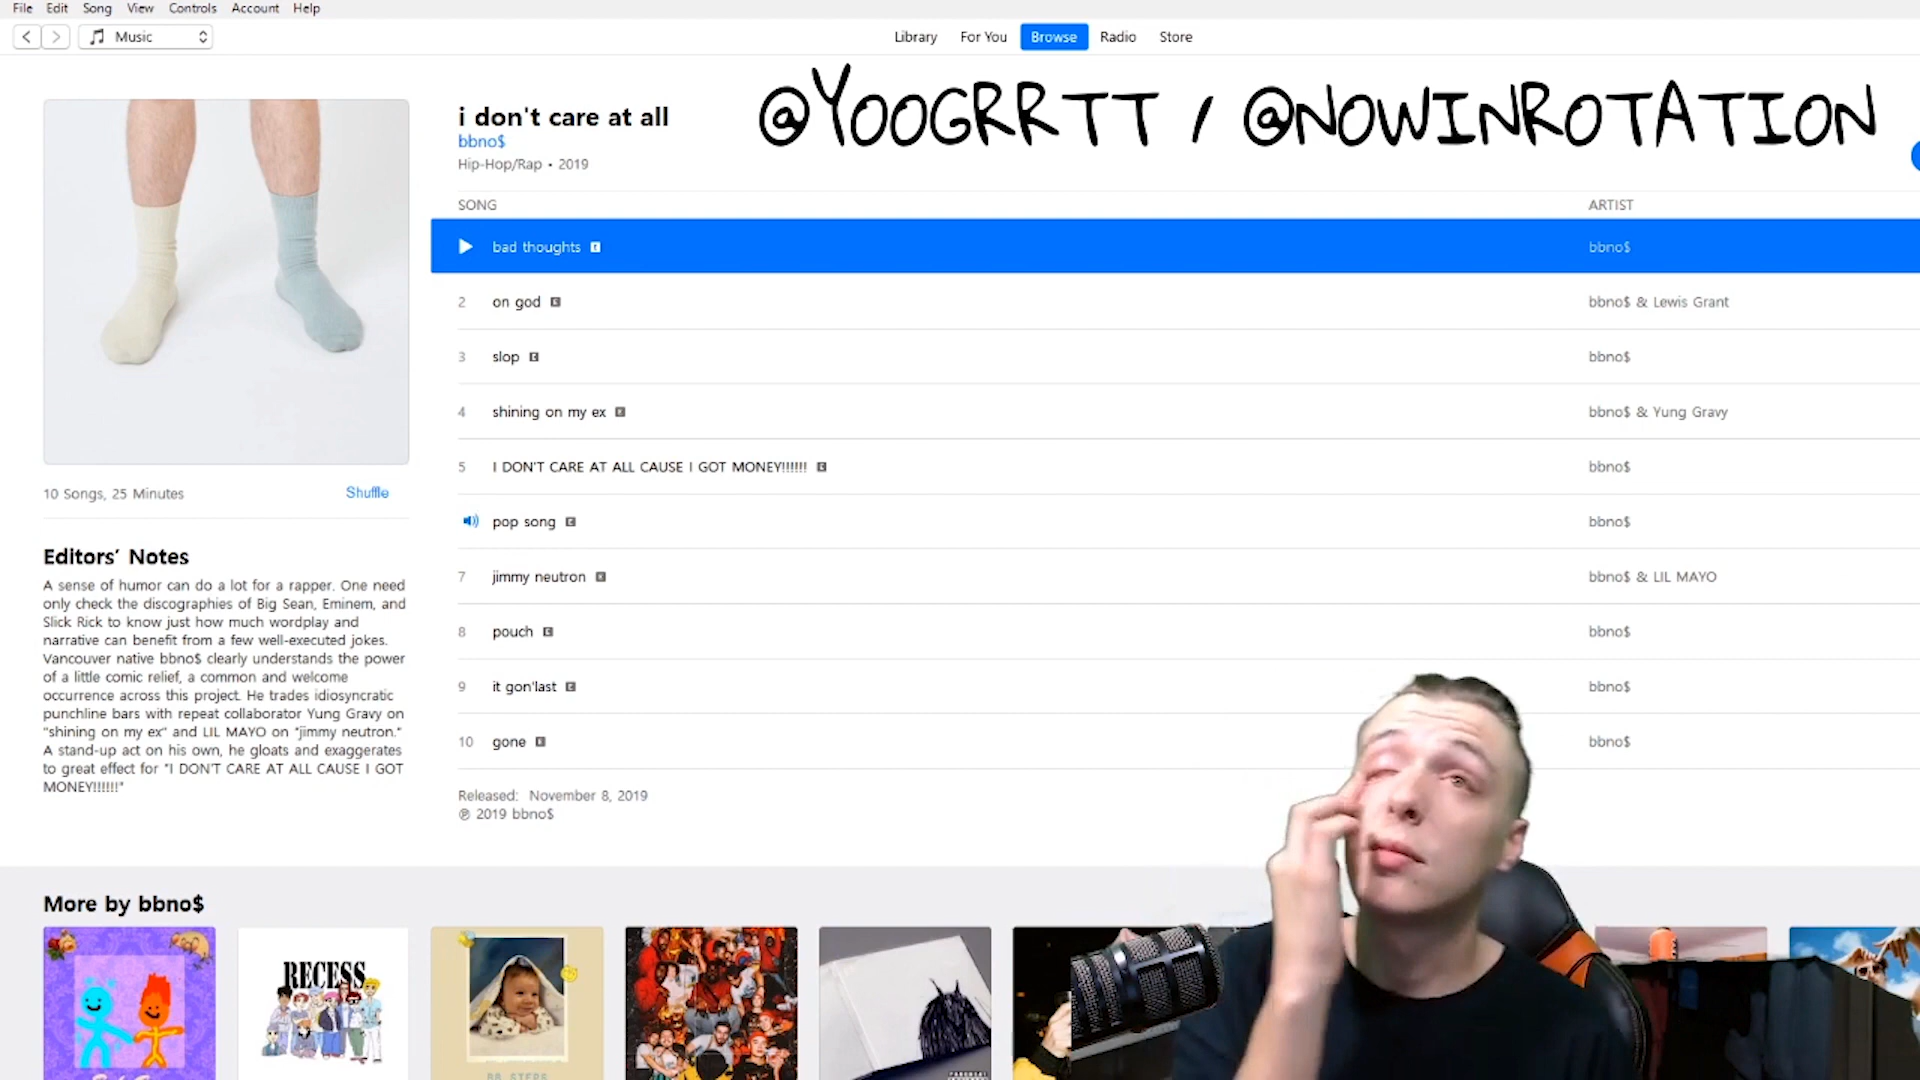 File Edit Song View Controls Account Help
Music
Library For You Browse Radio Store
@YOOGRRTT / @NOWINROTATION
i don't care at all
bbno$
Hip-Hop/Rap • 2019
SONG ARTIST
bad thoughts E bbno$
2 on god E bbno$ & Lewis Grant
3 slop E bbno$
4 shining on my ex E bbno$ & Yung Gravy
5 I DON'T CARE AT ALL CAUSE I GOT MONEY!!!!!! E bbno$
pop song E bbno$
7 jimmy neutron E bbno$ & LIL MAYO
8 pouch E bbno$
9 it gon'last E bbno$
10 gone E bbno$
Released: November 8, 2019
℗ 2019 bbno$
10 Songs, 25 Minutes Shuffle
Editors’ Notes
A sense of humor can do a lot for a rapper. One need
only check the discographies of Big Sean, Eminem, and
Slick Rick to know just how much wordplay and
narrative can benefit from a few well-executed jokes.
Vancouver native bbno$ clearly understands the power
of a little comic relief, a common and welcome
occurrence across this project. He trades idiosyncratic
punchline bars with repeat collaborator Yung Gravy on
"shining on my ex" and LIL MAYO on "jimmy neutron."
A stand-up act on his own, he gloats and exaggerates
to great effect for "I DON'T CARE AT ALL CAUSE I GOT
MONEY!!!!!!"
More by bbno$
RECESS